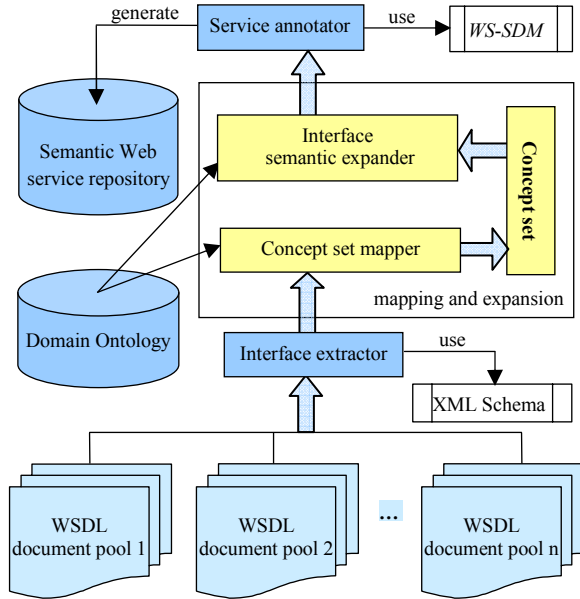 generate
Service annotator
use
WS-SDM
Semantic Web
service repository
Interface
semantic expander
Concept set
Concept set mapper
mapping and expansion
Domain Ontology
Interface extractor
use
XML Schema
WSDL
document pool 1
WSDL
document pool 2
...
WSDL
document pool n